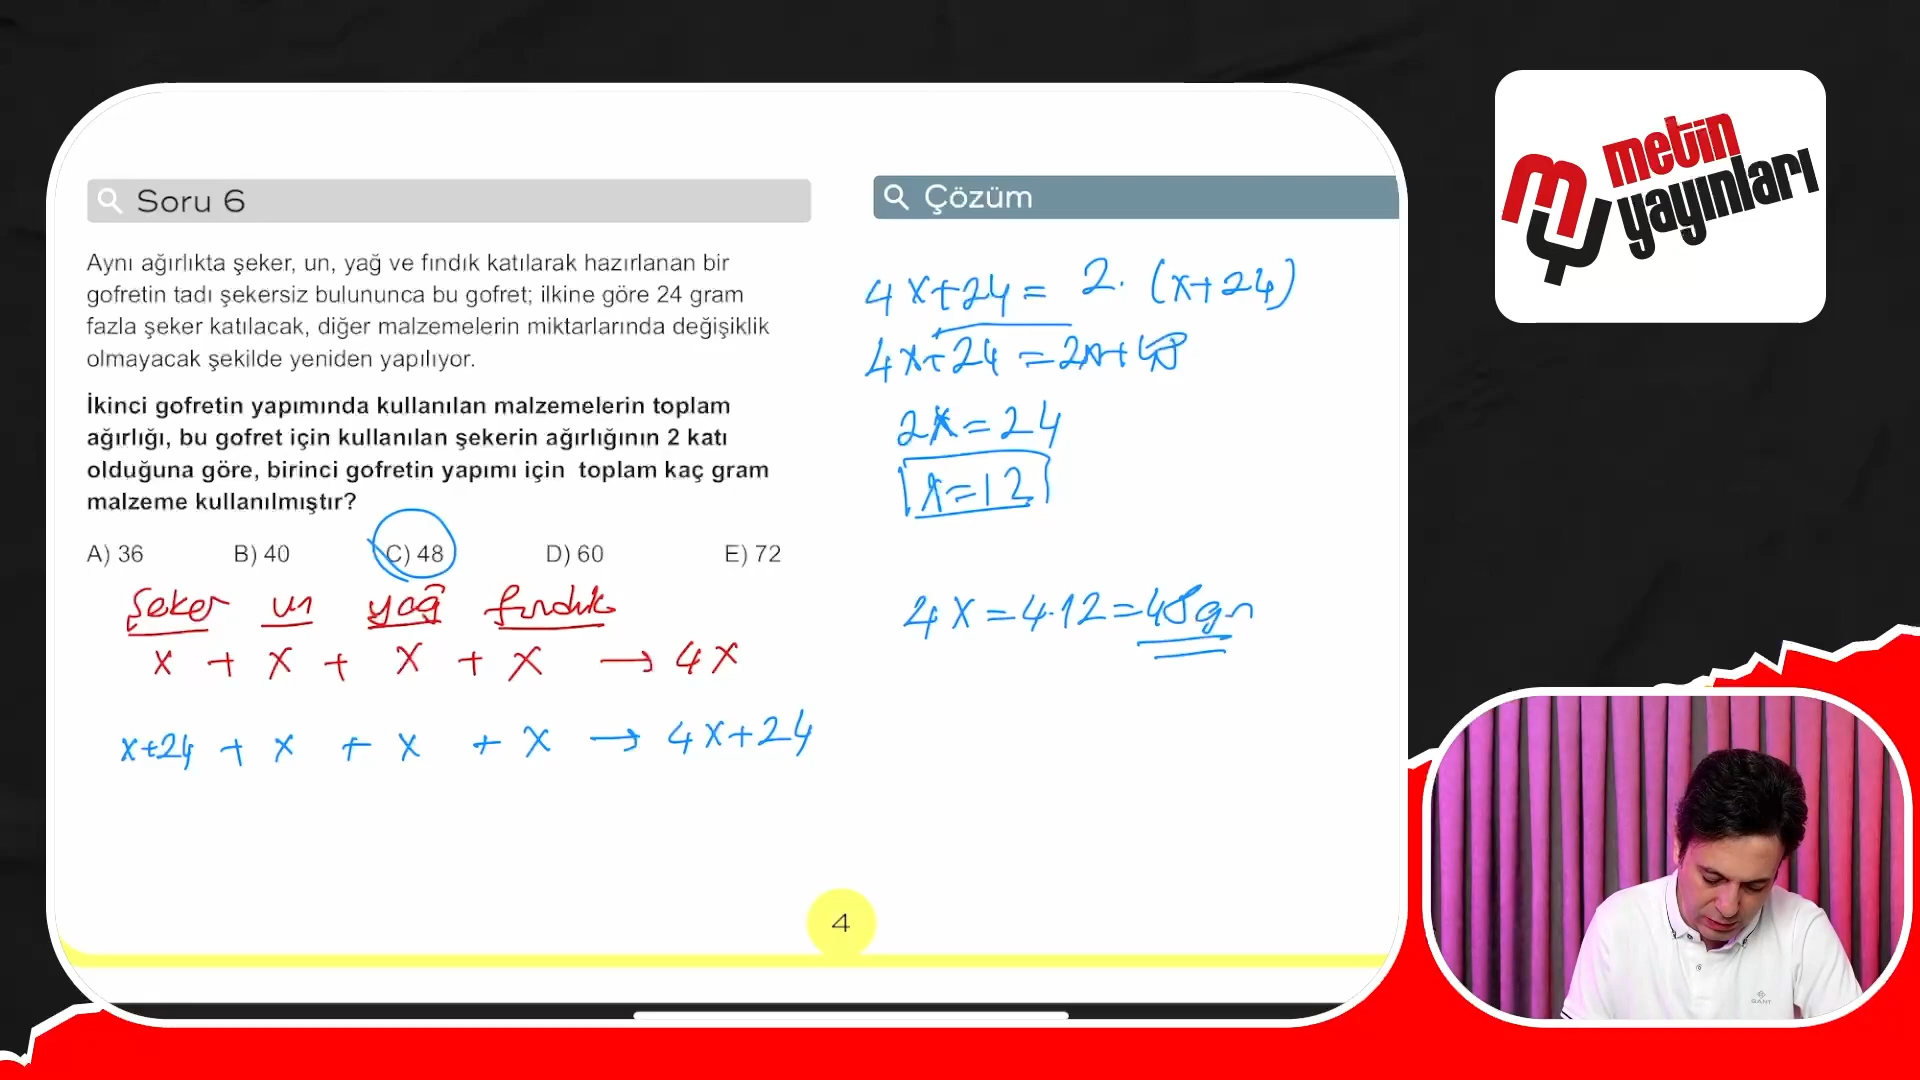 Soru 6
Aynı ağırlıkta şeker, un, yağ ve fındık katılarak hazırlanan bir
gofretin tadı şekersiz bulununca bu gofret; ilkine göre 24 gram
fazla şeker katılacak, diğer malzemelerin miktarlarında değişiklik
olmayacak şekilde yeniden yapılıyor.
İkinci gofretin yapımında kullanılan malzemelerin toplam
ağırlığı, bu gofret için kullanılan şekerin ağırlığının 2 katı
olduğuna göre, birinci gofretin yapımı için toplam kaç gram
malzeme kullanılmıştır?
A) 36 B) 40 C) 48 D) 60 E) 72
şeker un yağ fındık
x + x + x + x → 4x
x+24 + x + x + x → 4x+24
Çözüm
4x+24 = 2. (x+24)
4x+24 = 2x+48
2x=24
x=12
4x=4.12=48gr
4
metin
yayınları
GANT